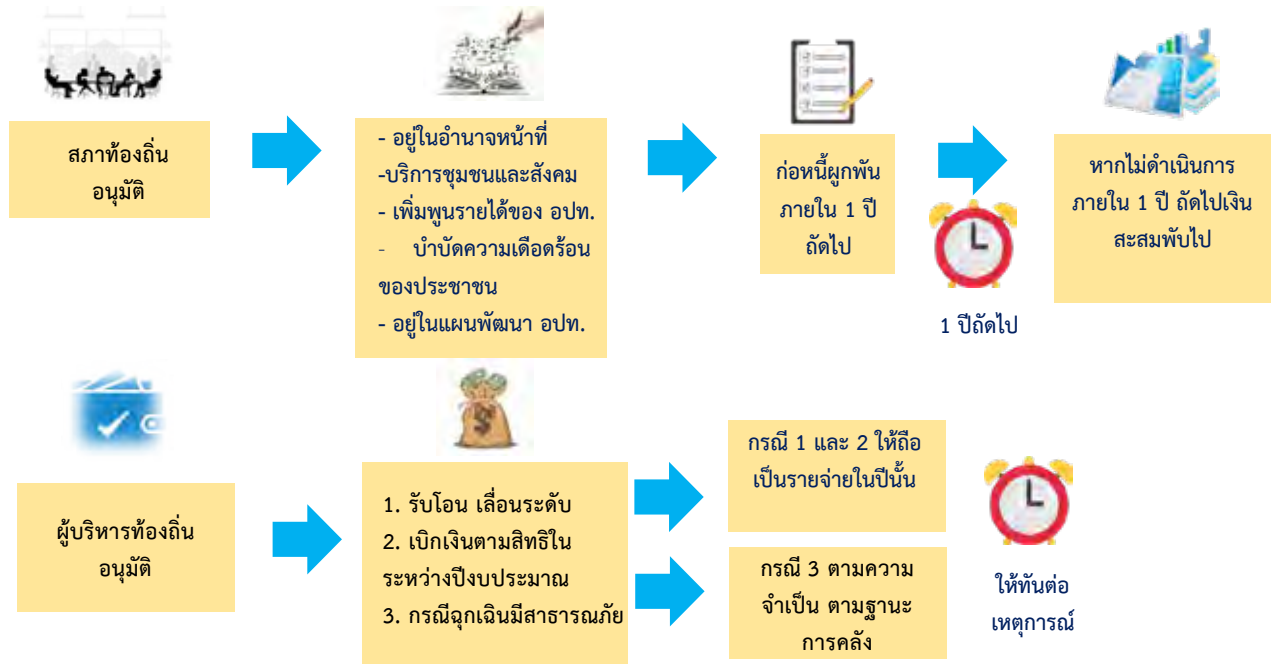 สภาท้องถิ่น
อนุมัติ
- อยู่ในอำนาจหน้าที่
-บริการชุมชนและสังคม
- เพิ่มพูนรายได้ของ อปท.
- บำบัดความเดือดร้อน
ของประชาชน
- อยู่ในแผนพัฒนา อปท.
ก่อหนี้ผูกพัน
ภายใน 1 ปี
ถัดไป
1 ปีถัดไป
หากไม่ดำเนินการ
ภายใน 1 ปี ถัดไปเงิน
สะสมพับไป
ผู้บริหารท้องถิ่น
อนุมัติ
1. รับโอน เลื่อนระดับ
2. เบิกเงินตามสิทธิใน
ระหว่างปีงบประมาณ
3. กรณีฉุกเฉินมีสาธารณภัย
กรณี 1 และ 2 ให้ถือ
เป็นรายจ่ายในปีนั้น
กรณี 3 ตามความ
จำเป็น ตามฐานะ
การคลัง
ให้ทันต่อ
เหตุการณ์